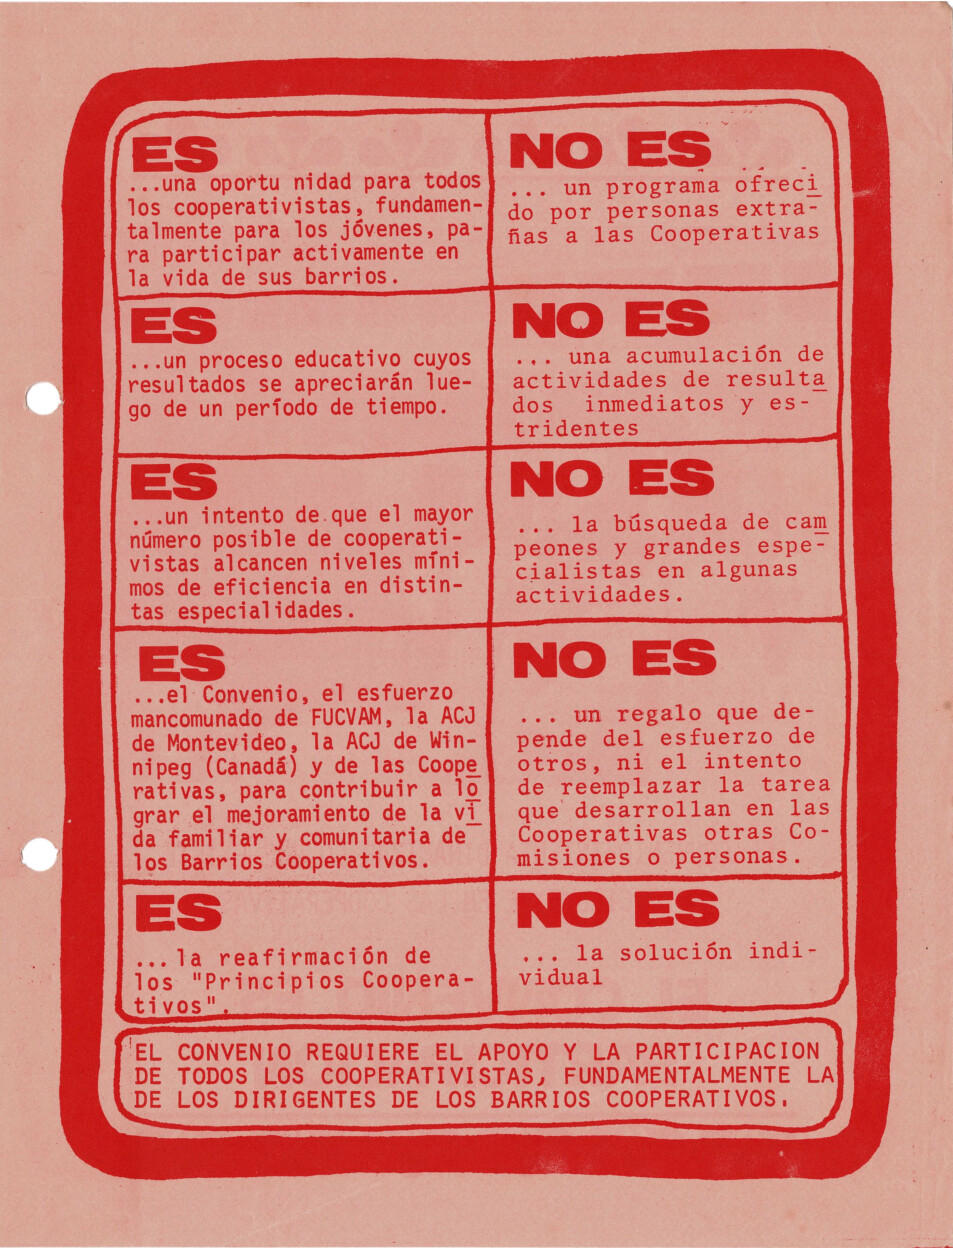 ES
...una oportu nidad para todos
los cooperativistas, fundamen-
talmente para los jóvenes, pa-
ra participar activamente en
la vida de sus barrios.
NO ES
... un programa ofreci
do por personas extra-
ñas a las Cooperativas
ES
...un proceso educativo cuyos
resultados se apreciarán lue-
go de un período de tiempo.
NO ES
... una acumulación de
actividades de resulta
dos inmediatos y es-
tridentes
ES
...un intento de que el mayor
número posible de cooperati-
vistas alcancen niveles míni-
mos de eficiencia en distin-
tas especialidades.
NO ES
... la búsqueda de cam
peones y grandes espe-
cialistas en algunas
actividades.
ES
...el Convenio, el esfuerzo
mancomunado de FUCVAM, la ACJ
de Montevideo, la ACJ de Win-
nipeg (Canadá) y de las Coope
rativas, para contribuir a lo
grar el mejoramiento de la vi
da familiar y comunitaria de
los Barrios Cooperativos.
NO ES
... un regalo que de-
pende del esfuerzo de
otros, ni el intento
de reemplazar la tarea
que desarrollan en las
Cooperativas otras Co-
misiones o personas.
ES
...la reafirmación de
los "Principios Coopera-
tivos".
NO ES
... la solución indi-
vidual
EL CONVENIO REQUIERE EL APOYO Y LA PARTICIPACION
DE TODOS LOS COOPERATIVISTAS, FUNDAMENTALMENTE LA
DE LOS DIRIGENTES DE LOS BARRIOS COOPERATIVOS.